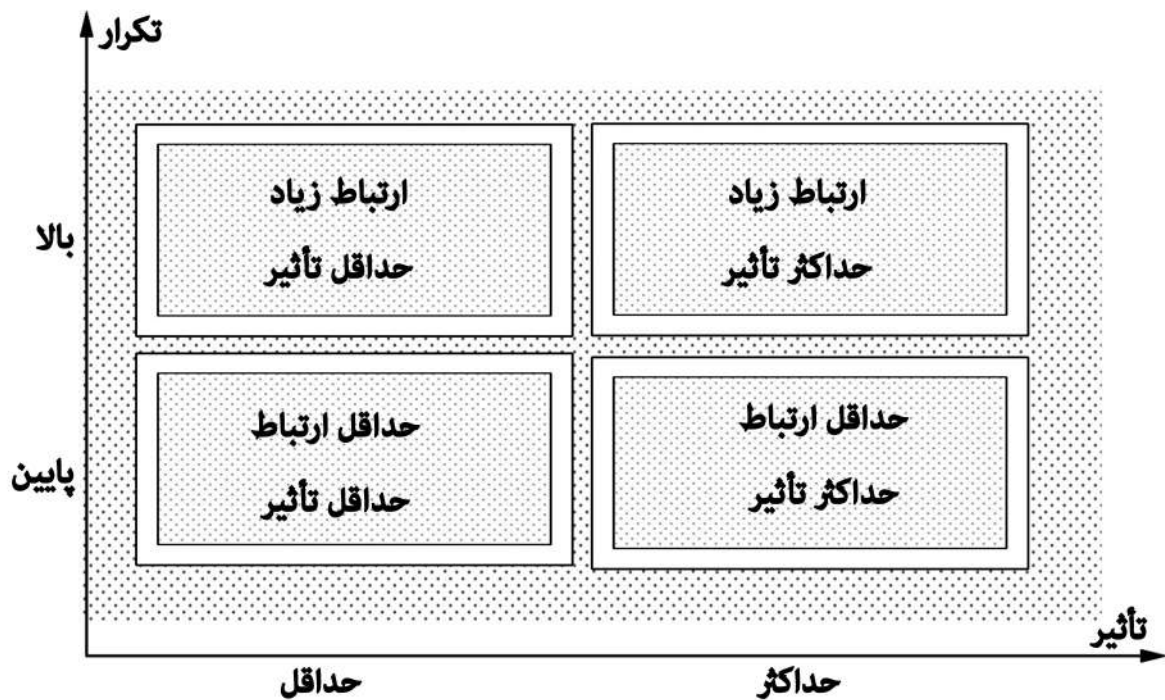 تکرار
ارتباط زیاد
حداکثر تأثیر
ارتباط زیاد
حداقل تأثیر
بالا
حداقل ارتباط
حداکثر تأثیر
حداقل ارتباط
حداقل تأثیر
پایین
تأثیر
حداکثر
حداقل